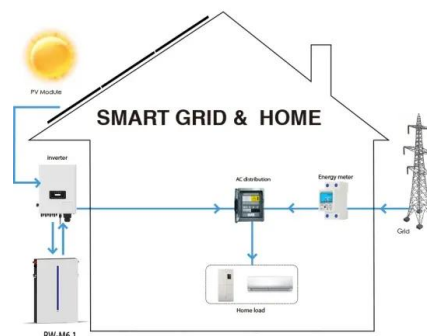 PV Module
SMART GRID & HOME
Inverter
AC distribution
Energy meter
Grid
Home load
PW-M6.1